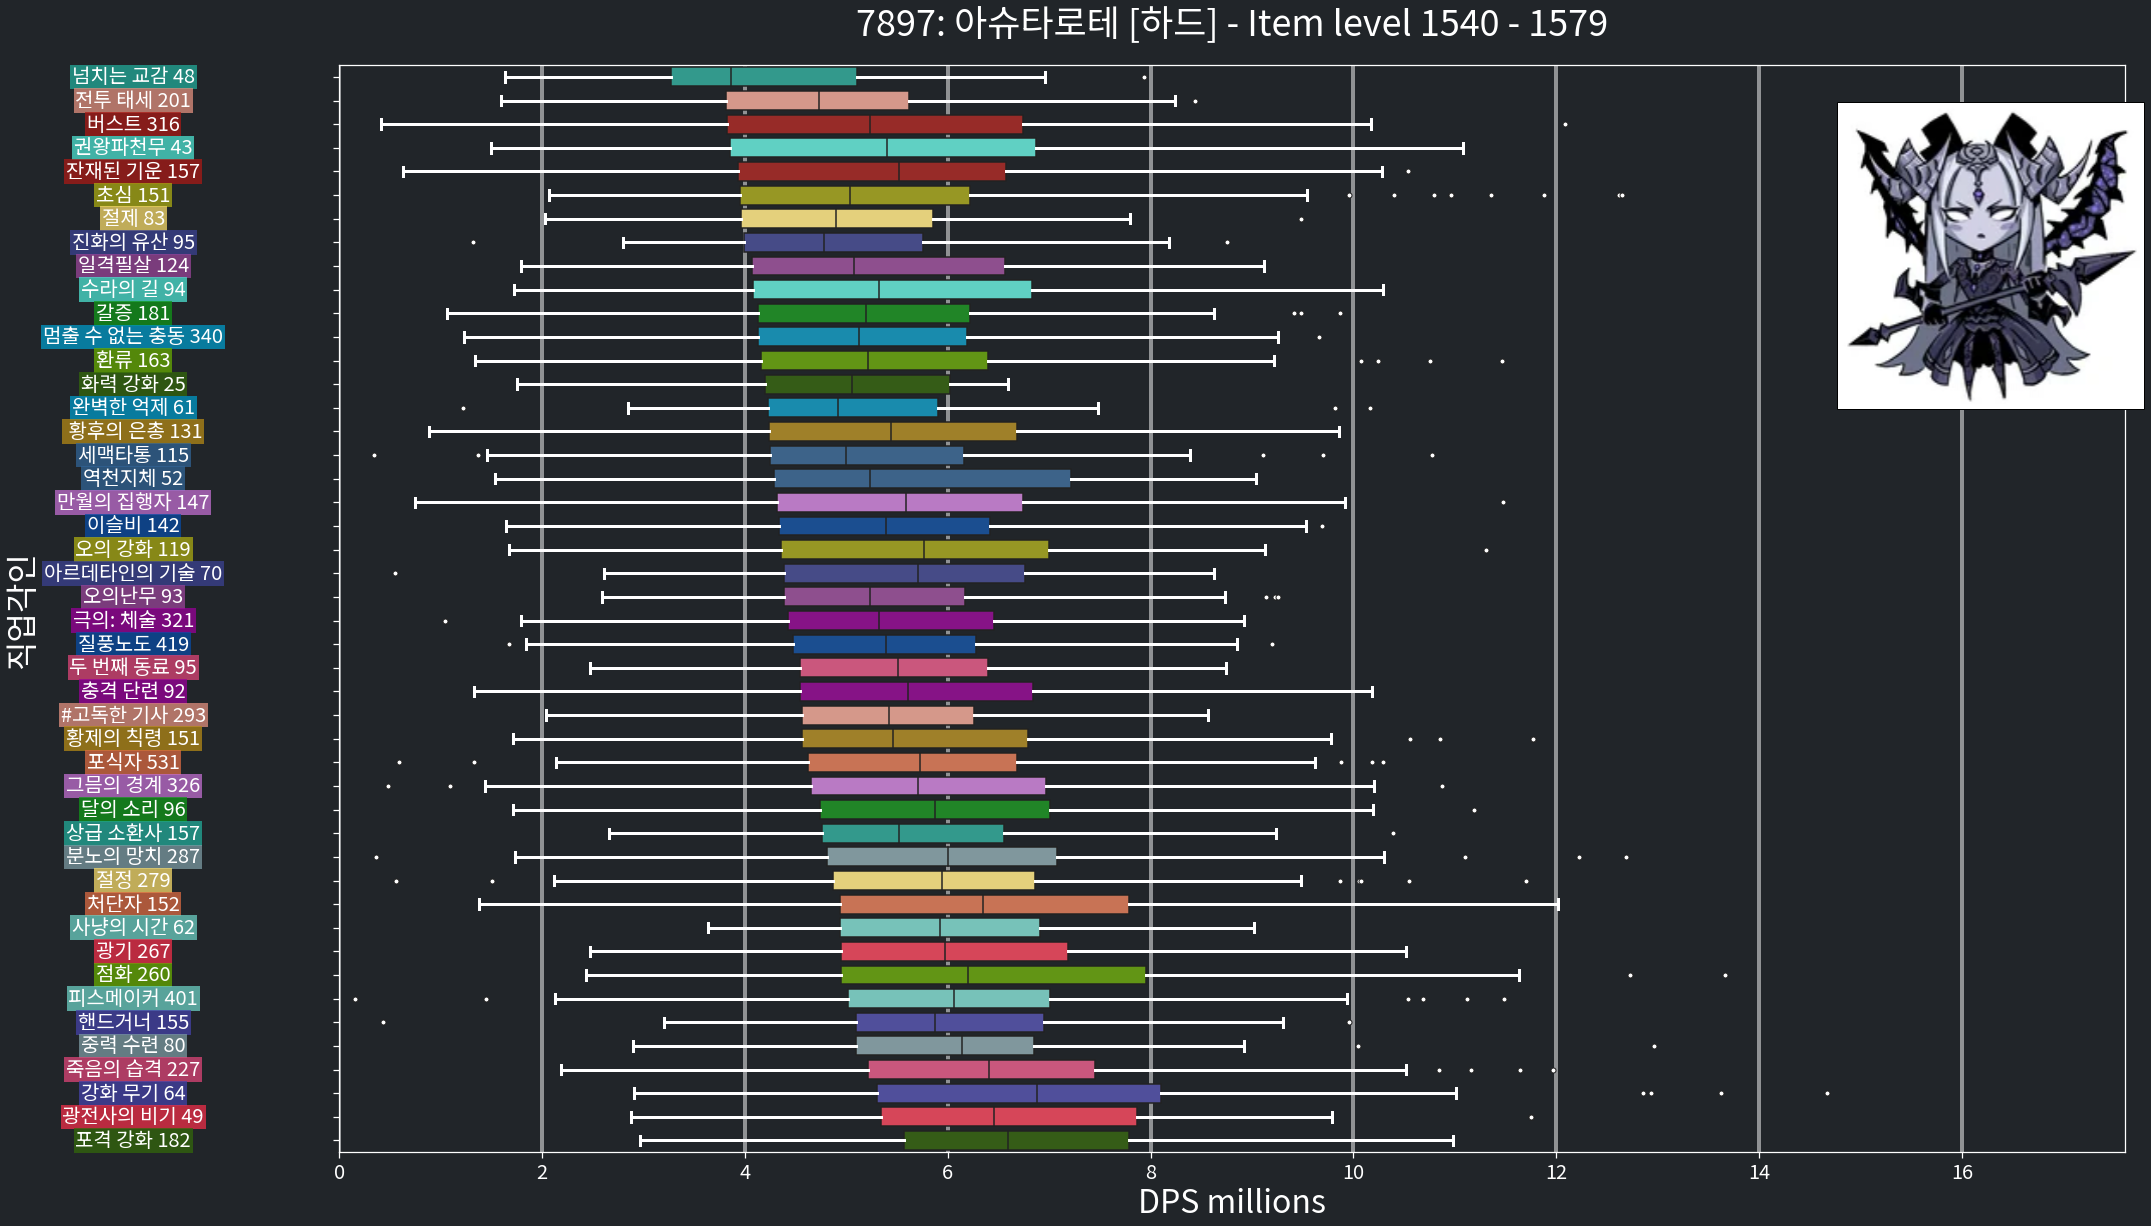 7897: 아슈타로테 [하드] - Item level 1540 - 1579
넘치는 교감 48
전투 태세 201
버스트 316
권왕파천무 43
잔재된 기운 157
초심 151
절제 83
진화의 유산 95
일격필살 124
수라의 길 94
갈증 181
멈출 수 없는 충동 340
환류 163
화력 강화 25
완벽한 억제 61
황후의 은총 131
세맥타통 115
역천지체 52
만월의 집행자 147
이슬비 142
오의 강화 119
아르데타인의 기술 70
오의난무 93
극의: 체술 321
질풍노도 419
두 번째 동료 95
충격 단련 92
#고독한 기사 293
황제의 칙령 151
포식자 531
그믐의 경계 326
달의 소리 96
상급 소환사 157
분노의 망치 287
절정 279
처단자 152
사냥의 시간 62
광기 267
점화 260
피스메이커 401
핸드거너 155
중력 수련 80
죽음의 습격 227
강화 무기 64
광전사의 비기 49
포격 강화 182
직업각인
0 2 4 6 8 10 12 14 16
DPS millions